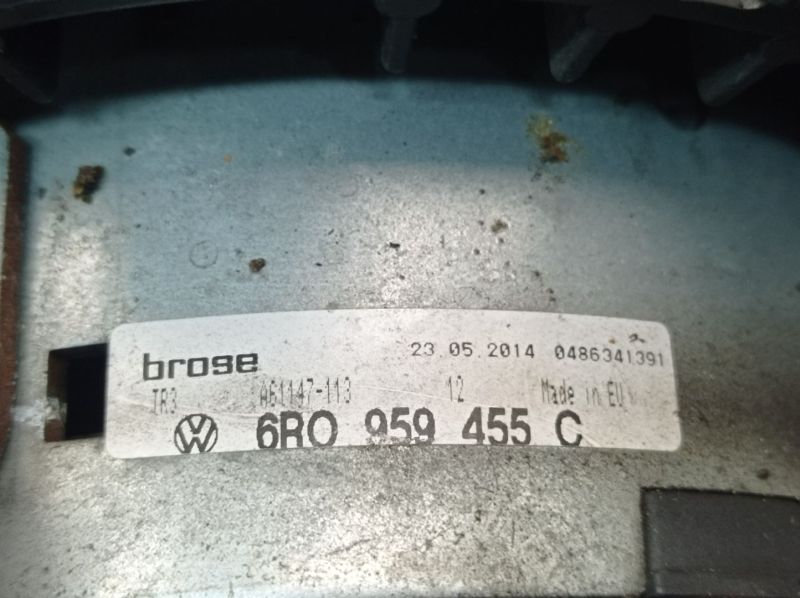 brose 23.05.2014 0486341391
TR3 A61147-113 12 Made in EU
6R0 959 455 C